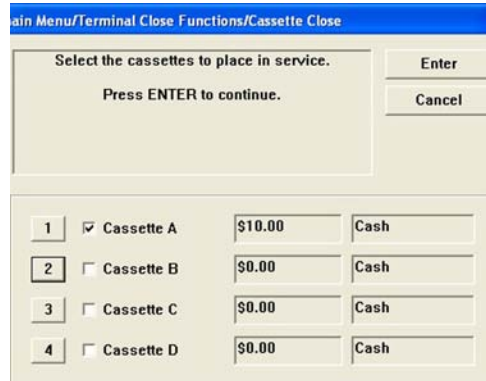 ain Menu/Terminal Close Functions/Cassette Close
Select the cassettes to place in service.
Press ENTER to continue.
Enter
Cancel
1 Cassette A $10.00 Cash
2 Cassette B $0.00 Cash
3 Cassette C $0.00 Cash
4 Cassette D $0.00 Cash